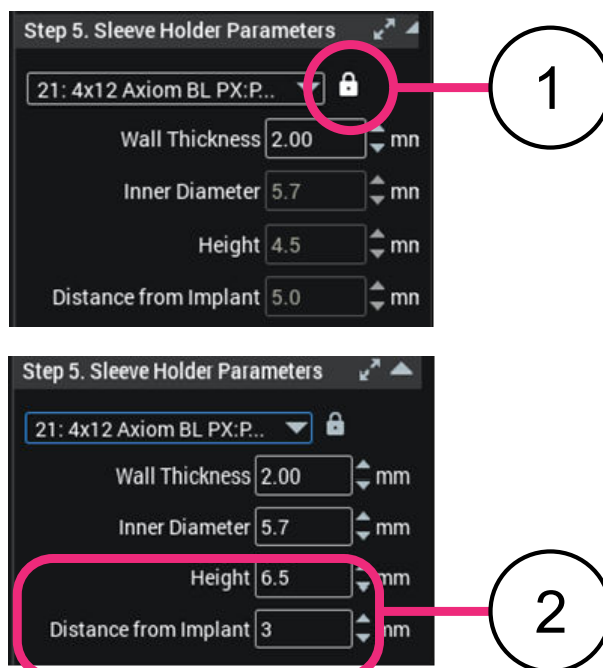 Step 5. Sleeve Holder Parameters
21: 4x12 Axiom BL PX:P...
1
Wall Thickness 2.00 mn
Inner Diameter 5.7 mn
Height 4.5 mn
Distance from Implant 5.0 mn
Step 5. Sleeve Holder Parameters
21: 4x12 Axiom BL PX:P...
Wall Thickness 2.00 mm
Inner Diameter 5.7 mm
Height 6.5 mm
Distance from Implant 3 mm
2